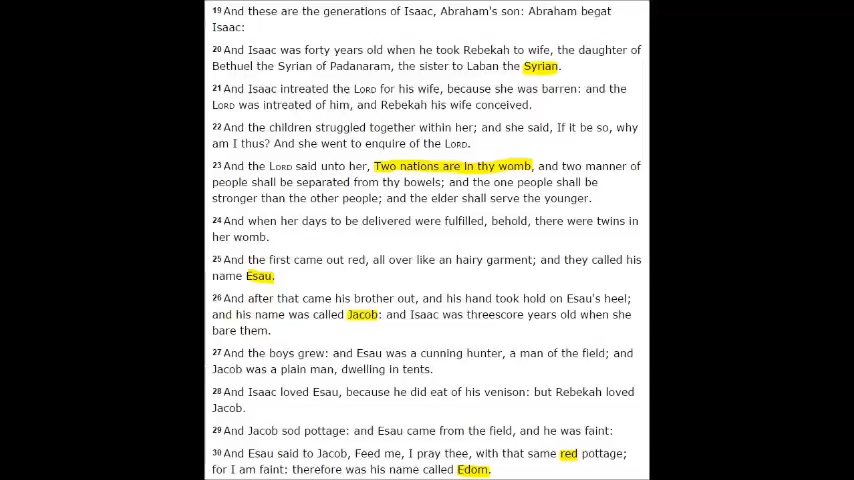 19 And these are the generations of Isaac, Abraham's son: Abraham begat
Isaac:
20 And Isaac was forty years old when he took Rebekah to wife, the daughter of
Bethuel the Syrian of Padanaram, the sister to Laban the Syrian.
21 And Isaac intreated the LORD for his wife, because she was barren: and the
LORD was intreated of him, and Rebekah his wife conceived.
22 And the children struggled together within her; and she said, If it be so, why
am I thus? And she went to enquire of the LORD.
23 And the LORD said unto her, Two nations are in thy womb, and two manner of
people shall be separated from thy bowels; and the one people shall be
stronger than the other people; and the elder shall serve the younger.
24 And when her days to be delivered were fulfilled, behold, there were twins in
her womb.
25 And the first came out red, all over like an hairy garment; and they called his
name Esau.
26 And after that came his brother out, and his hand took hold on Esau's heel;
and his name was called Jacob: and Isaac was threescore years old when she
bare them.
27 And the boys grew: and Esau was a cunning hunter, a man of the field; and
Jacob was a plain man, dwelling in tents.
28 And Isaac loved Esau, because he did eat of his venison: but Rebekah loved
Jacob.
29 And Jacob sod pottage: and Esau came from the field, and he was faint:
30 And Esau said to Jacob, Feed me, I pray thee, with that same red pottage;
for I am faint: therefore was his name called Edom.